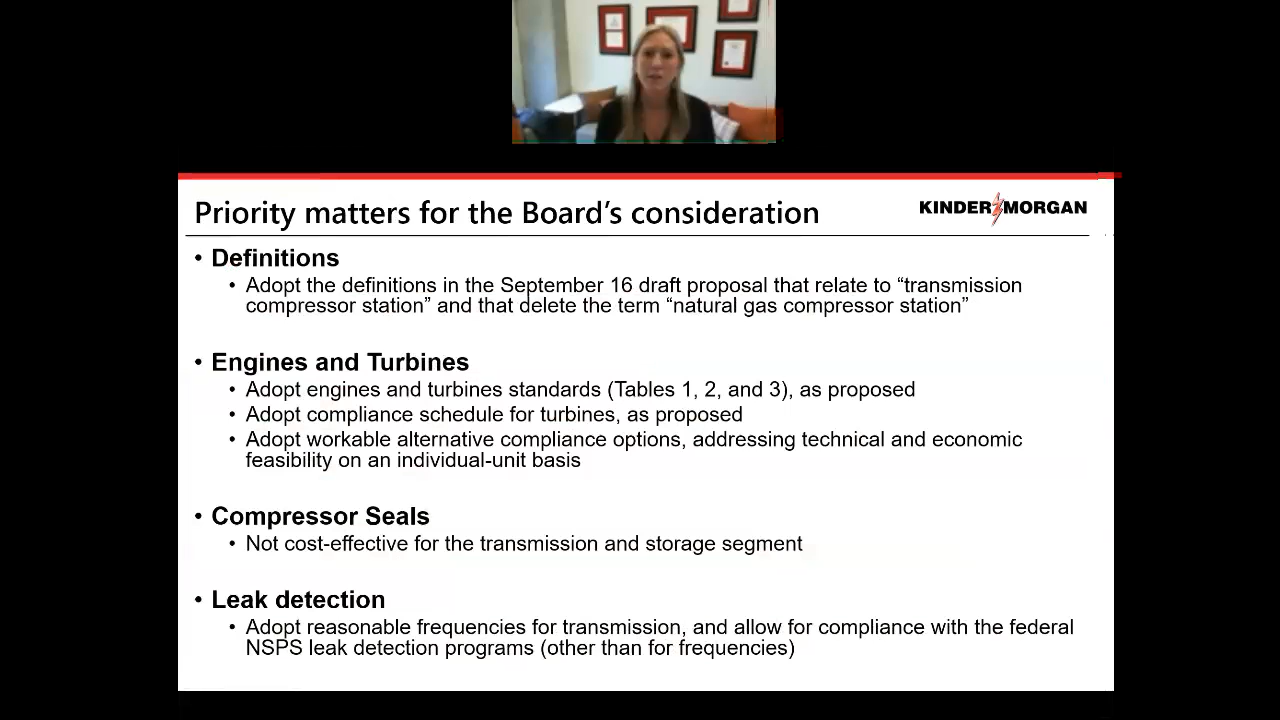 Priority matters for the Board’s consideration
KINDER MORGAN
• Definitions
• Adopt the definitions in the September 16 draft proposal that relate to “transmission
compressor station” and that delete the term “natural gas compressor station”
• Engines and Turbines
• Adopt engines and turbines standards (Tables 1, 2, and 3), as proposed
• Adopt compliance schedule for turbines, as proposed
• Adopt workable alternative compliance options, addressing technical and economic
feasibility on an individual-unit basis
• Compressor Seals
• Not cost-effective for the transmission and storage segment
• Leak detection
• Adopt reasonable frequencies for transmission, and allow for compliance with the federal
NSPS leak detection programs (other than for frequencies)